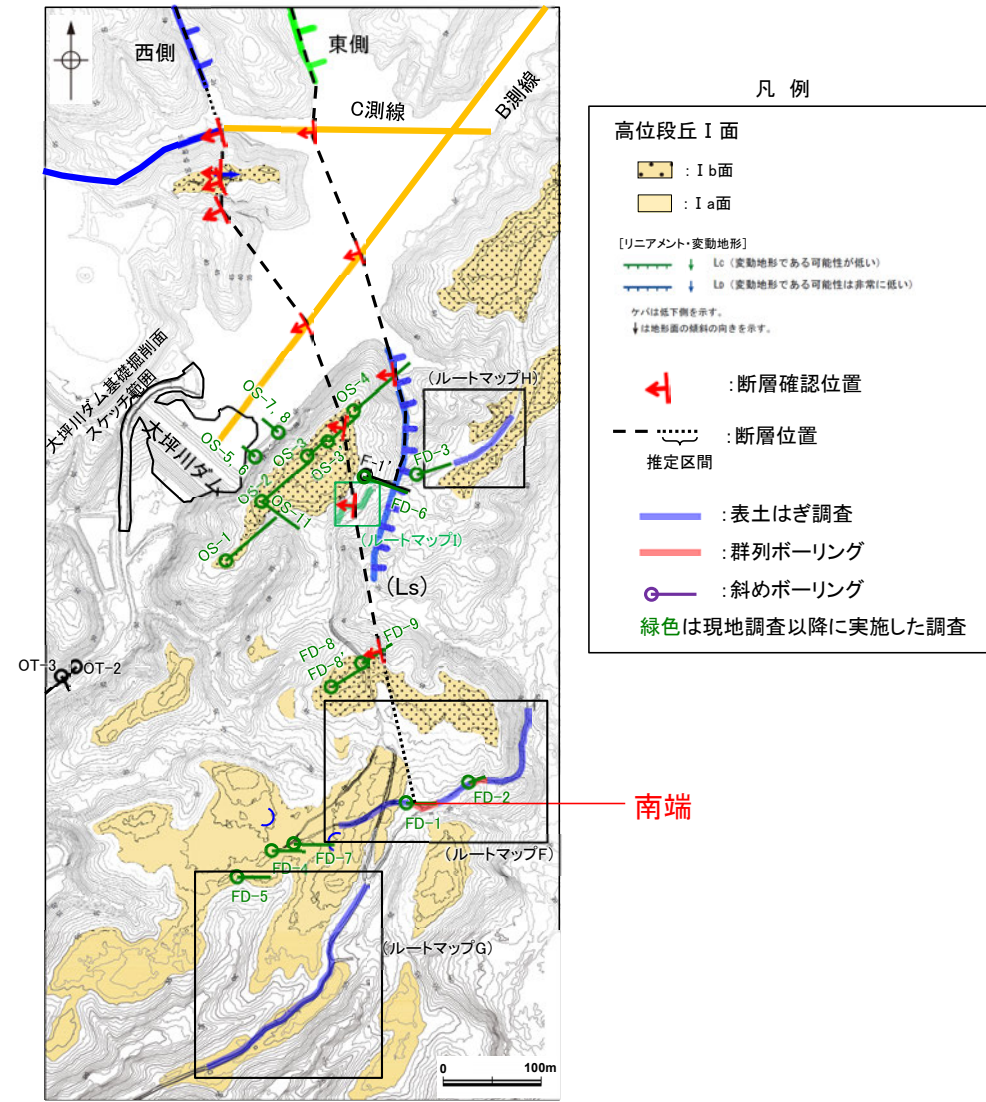 西側
東側
C測線
B測線
大坪川ダム基礎掘削面
スケッチ範囲
大坪川ダム
OS-7, 8
OS-5, 6
OS-4
OS-3
OS-3'
OS-2
OS-11
OS-1
F-1'
FD-3
FD-6
(ルートマップH)
(ルートマップI)
(Ls)
FD-9
FD-8
FD-8'
OT-3
OT-2
FD-2
FD-1
南端
(ルートマップF)
FD-7
FD-4
FD-5
(ルートマップG)
0 100m
凡 例
高位段丘Ⅰ面
:Ⅰb面
:Ⅰa面
[リニアメント・変動地形]
Lc (変動地形である可能性が低い)
LD (変動地形である可能性は非常に低い)
ケバは低下側を示す。
↓は地形面の傾斜の向きを示す。
:断層確認位置
:断層位置
推定区間
:表土はぎ調査
:群列ボーリング
:斜めボーリング
緑色は現地調査以降に実施した調査